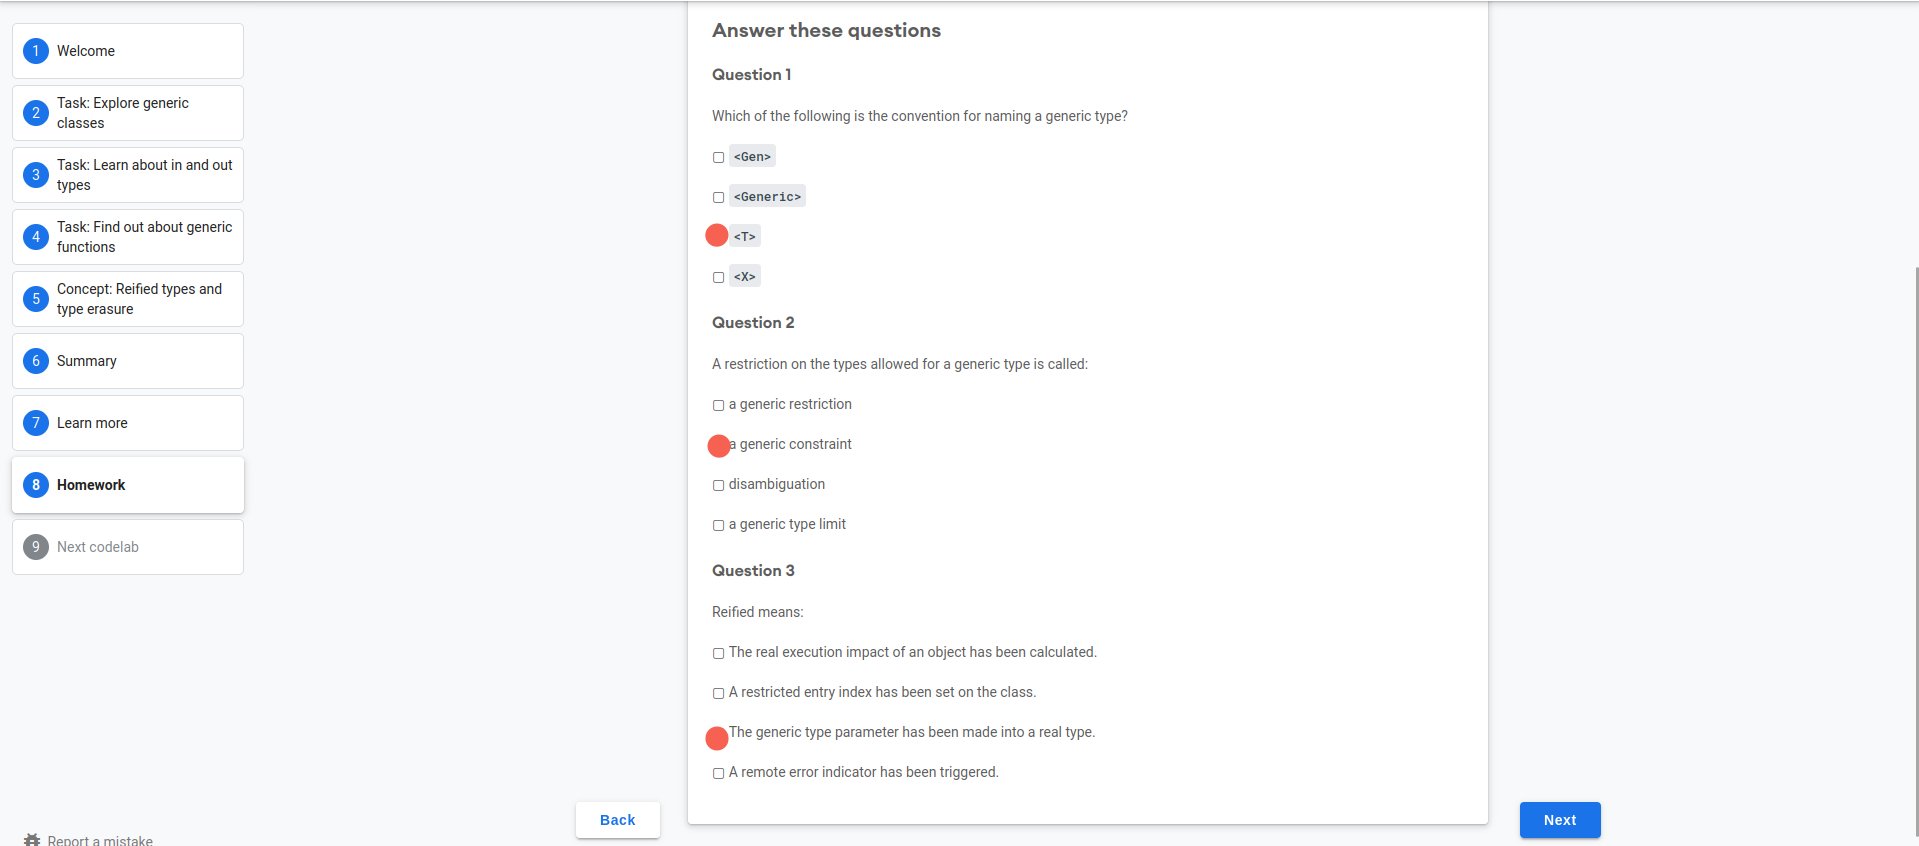 1 Welcome
2 Task: Explore generic
classes
3 Task: Learn about in and out
types
4 Task: Find out about generic
functions
5 Concept: Reified types and
type erasure
6 Summary
7 Learn more
8 Homework
9 Next codelab
Report a mistake
Answer these questions
Question 1
Which of the following is the convention for naming a generic type?
<Gen>
<Generic>
<T>
<X>
Question 2
A restriction on the types allowed for a generic type is called:
a generic restriction
a generic constraint
disambiguation
a generic type limit
Question 3
Reified means:
The real execution impact of an object has been calculated.
A restricted entry index has been set on the class.
The generic type parameter has been made into a real type.
A remote error indicator has been triggered.
Back
Next